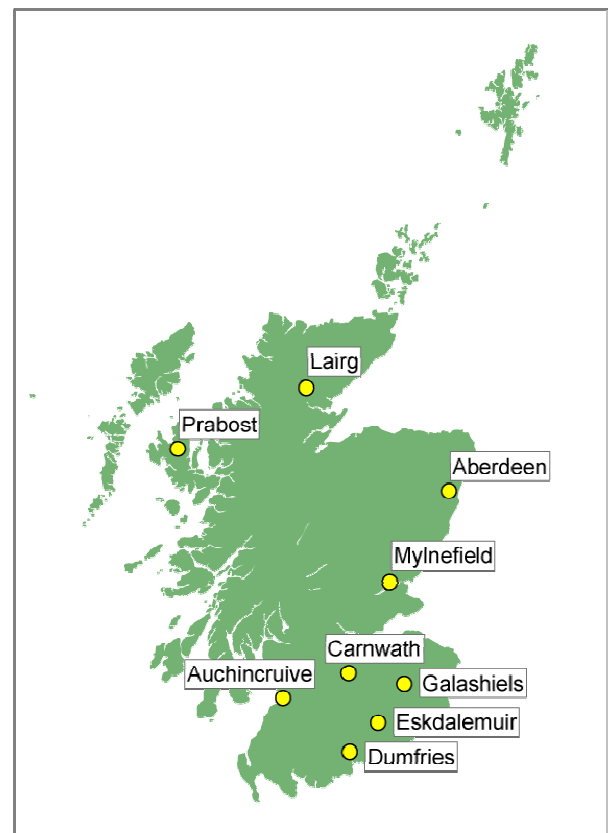 Lairg
Prabost
Aberdeen
Mylnefield
Carnwath
Auchincruive
Galashiels
Eskdalemuir
Dumfries